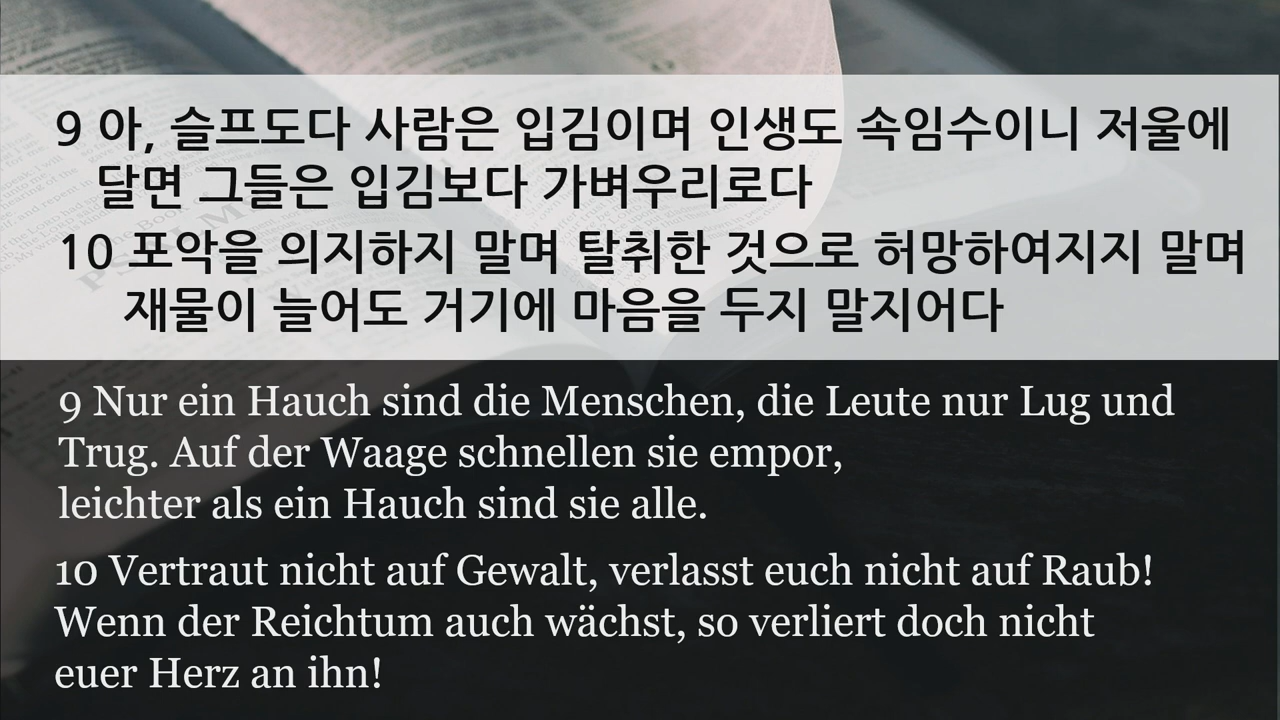 9 아, 슬프도다 사람은 입김이며 인생도 속임수이니 저울에
달면 그들은 입김보다 가벼우리로다
10 포악을 의지하지 말며 탈취한 것으로 허망하여지지 말며
재물이 늘어도 거기에 마음을 두지 말지어다
9 Nur ein Hauch sind die Menschen, die Leute nur Lug und
Trug. Auf der Waage schnellen sie empor,
leichter als ein Hauch sind sie alle.
10 Vertraut nicht auf Gewalt, verlasst euch nicht auf Raub!
Wenn der Reichtum auch wächst, so verliert doch nicht
euer Herz an ihn!